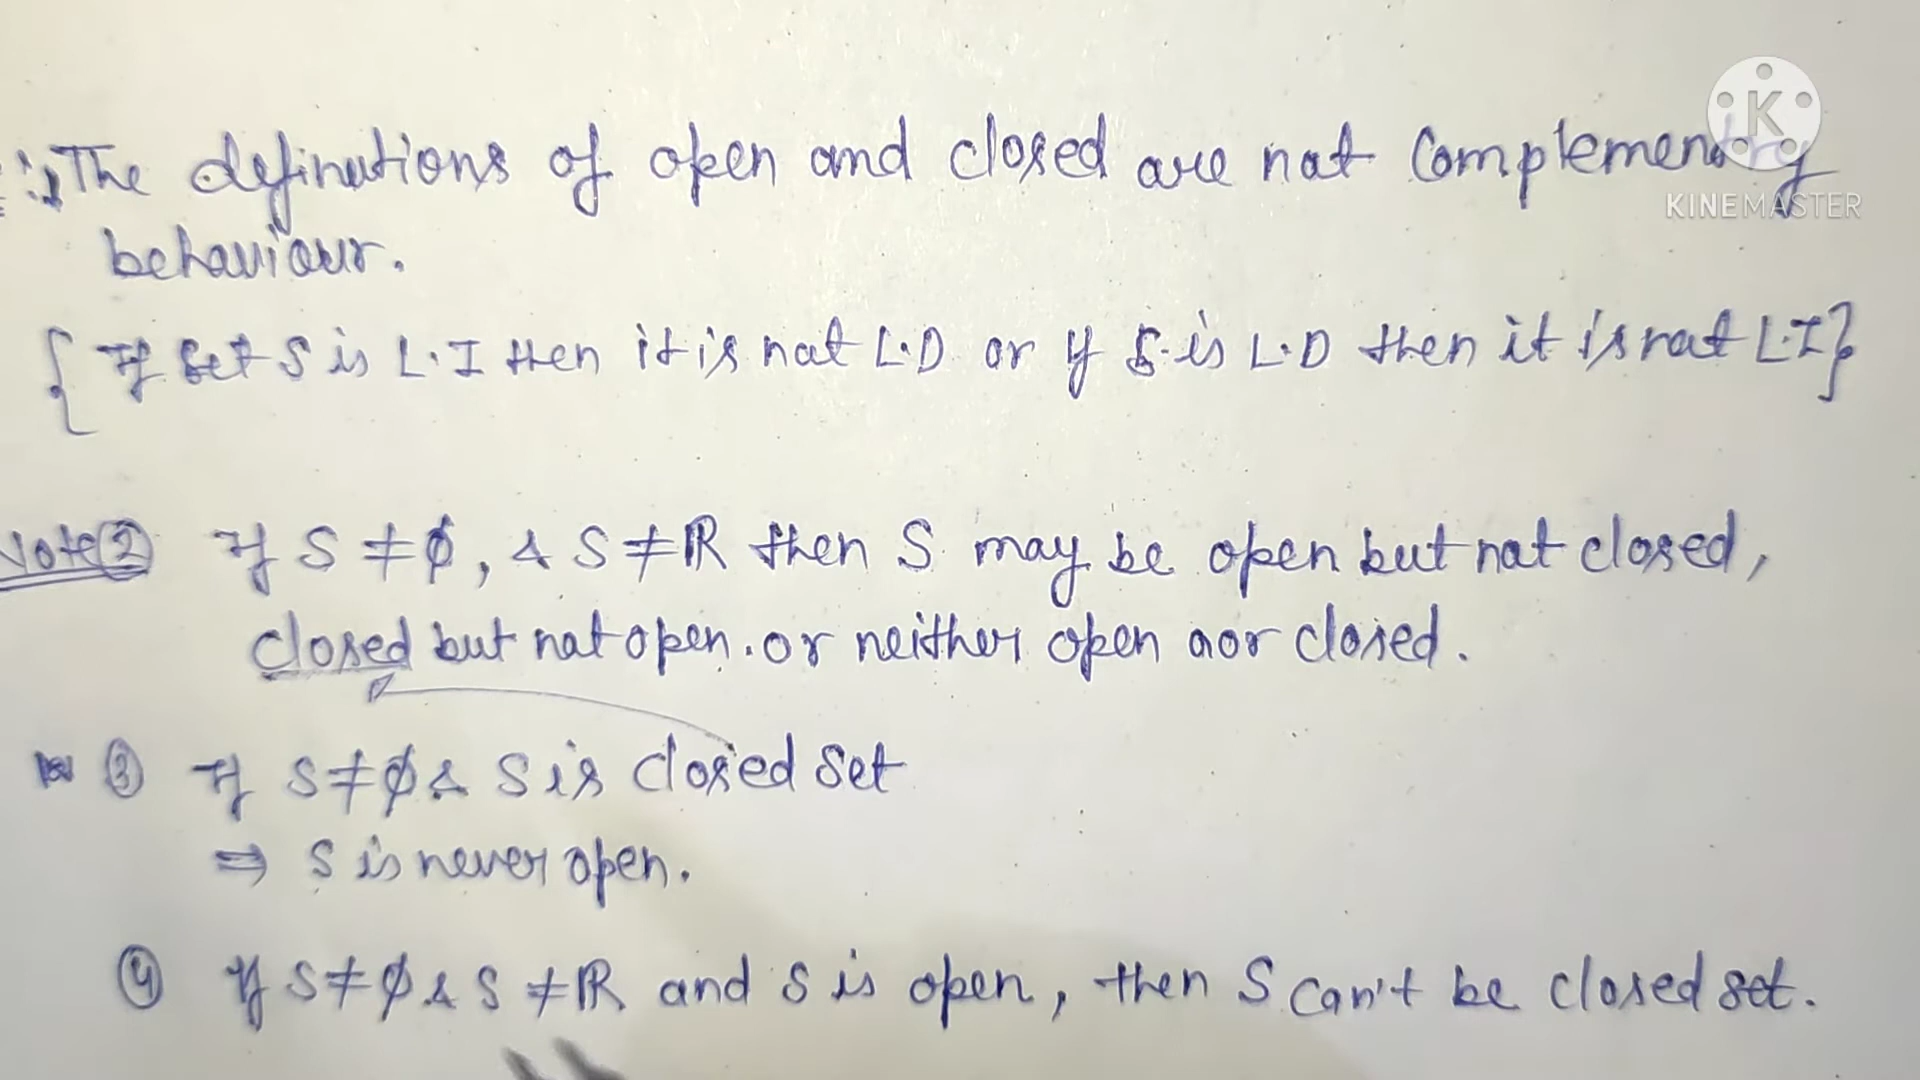 The definutions of open and closed are not Complementry
behaviour.
{If Set S is L.I then it is not L.D or if S is L.D then it is not L.I}
Note② If S ≠ ϕ, & S ≠ ℝ then S may be open but not closed,
closed but not open. or neither open nor closed.
③ If S ≠ ϕ & S is closed set
⇒ S is never open.
④ If S ≠ ϕ & S ≠ ℝ and S is open, then S can't be closed set.
K
KINEMASTER